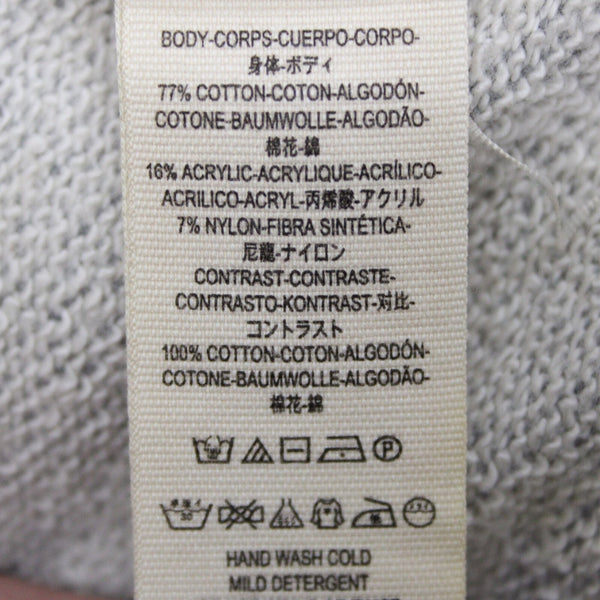 BODY-CORPS-CUERPO-CORPO-
身体-ボディ
77% COTTON-COTON-ALGODÓN-
COTONE-BAUMWOLLE-ALGODÃO-
棉花-綿
16% ACRYLIC-ACRYLIQUE-ACRÍLICO-
ACRILICO-ACRYL-丙烯酸-アクリル
7% NYLON-FIBRA SINTÉTICA-
尼龍-ナイロン
CONTRAST-CONTRASTE-
CONTRASTO-KONTRAST-对比-
コントラスト
100% COTTON-COTON-ALGODÓN-
COTONE-BAUMWOLLE-ALGODÃO-
棉花-綿
P
30
HAND WASH COLD
MILD DETERGENT